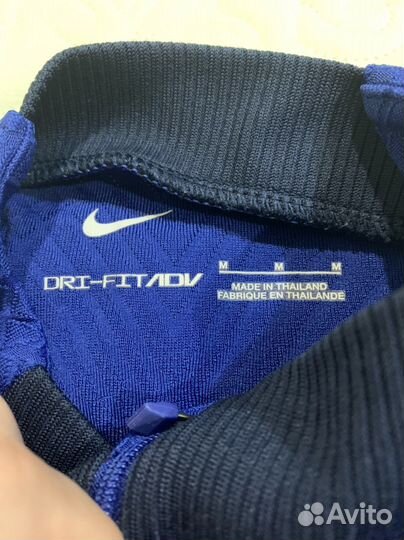 M M M
DRI-FIT ADV
MADE IN THAILAND
FABRIQUE EN THAILANDE
Avito